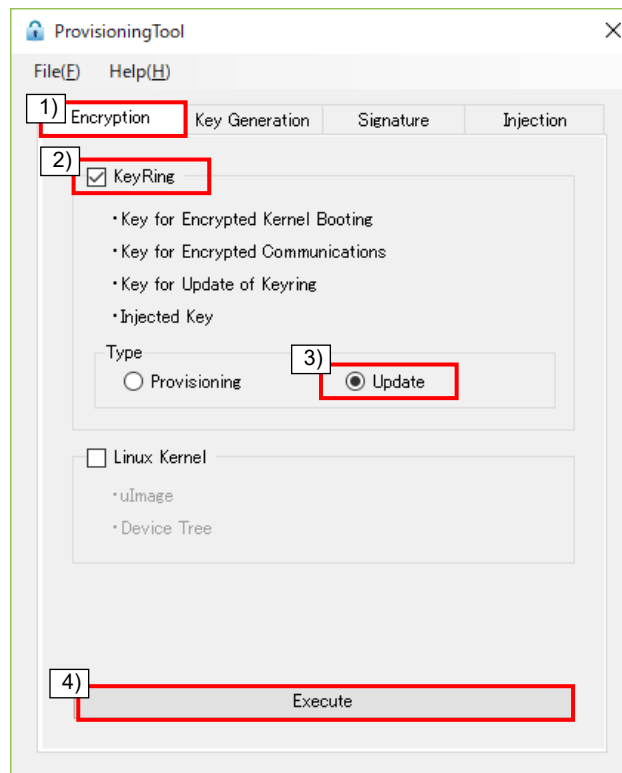 ProvisioningTool
File(F) Help(H)
1)
Encryption Key Generation Signature Injection
2)
KeyRing
・Key for Encrypted Kernel Booting
・Key for Encrypted Communications
・Key for Update of Keyring
・Injected Key
Type
3)
Provisioning Update
Linux Kernel
・uImage
・Device Tree
4)
Execute